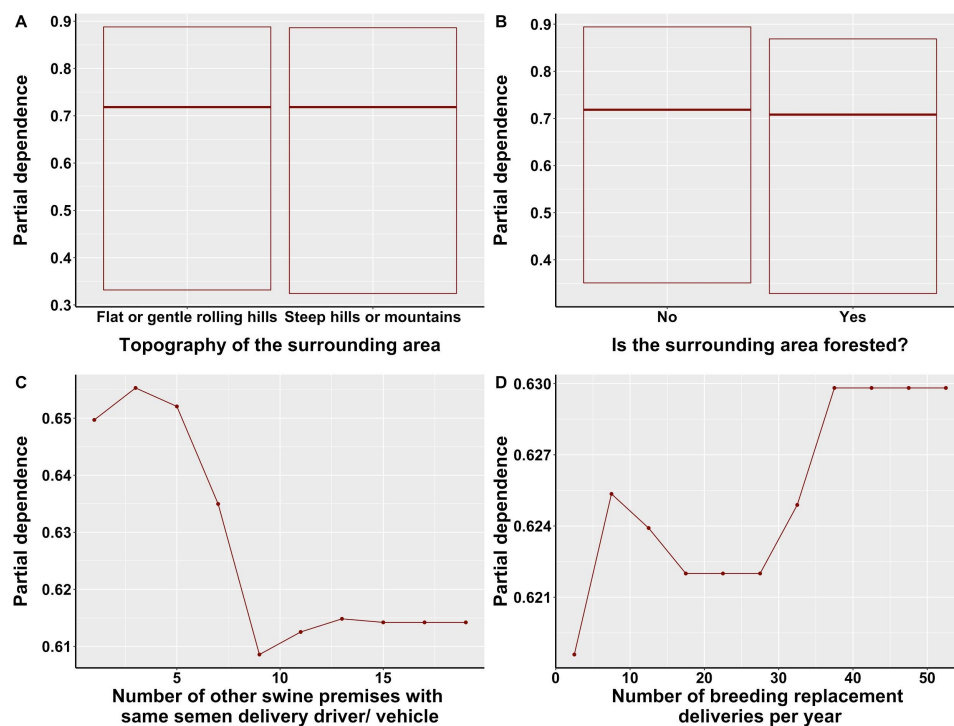 A
0.9
0.8
0.7
0.6
0.5
0.4
0.3
Partial dependence
Flat or gentle rolling hills
Steep hills or mountains
Topography of the surrounding area
B
0.9
0.8
0.7
0.6
0.5
0.4
Partial dependence
No
Yes
Is the surrounding area forested?
C
0.65
0.64
0.63
0.62
0.61
Partial dependence
5
10
15
Number of other swine premises with
same semen delivery driver/ vehicle
D
0.630
0.627
0.624
0.621
Partial dependence
0
10
20
30
40
50
Number of breeding replacement
deliveries per year